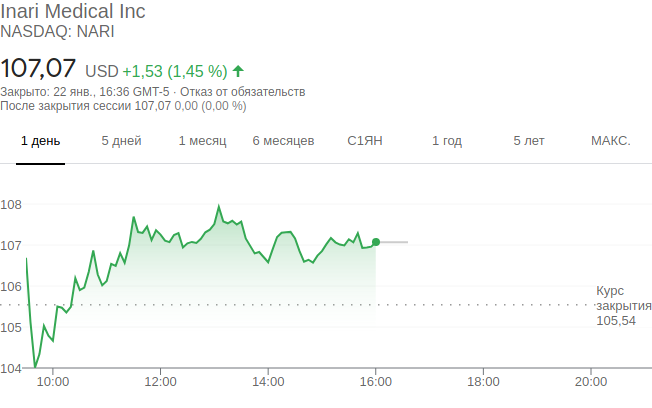 Inari Medical Inc
NASDAQ: NARI
107,07 USD +1,53 (1,45 %)
Закрыто: 22 янв., 16:36 GMT-5 · Отказ от обязательств
После закрытия сессии 107,07 0,00 (0,00 %)
1 день 5 дней 1 месяц 6 месяцев С1ЯН 1 год 5 лет МАКС.
108
107
106
Курс
закрытия
105,54
105
104
10:00 12:00 14:00 16:00 18:00 20:00